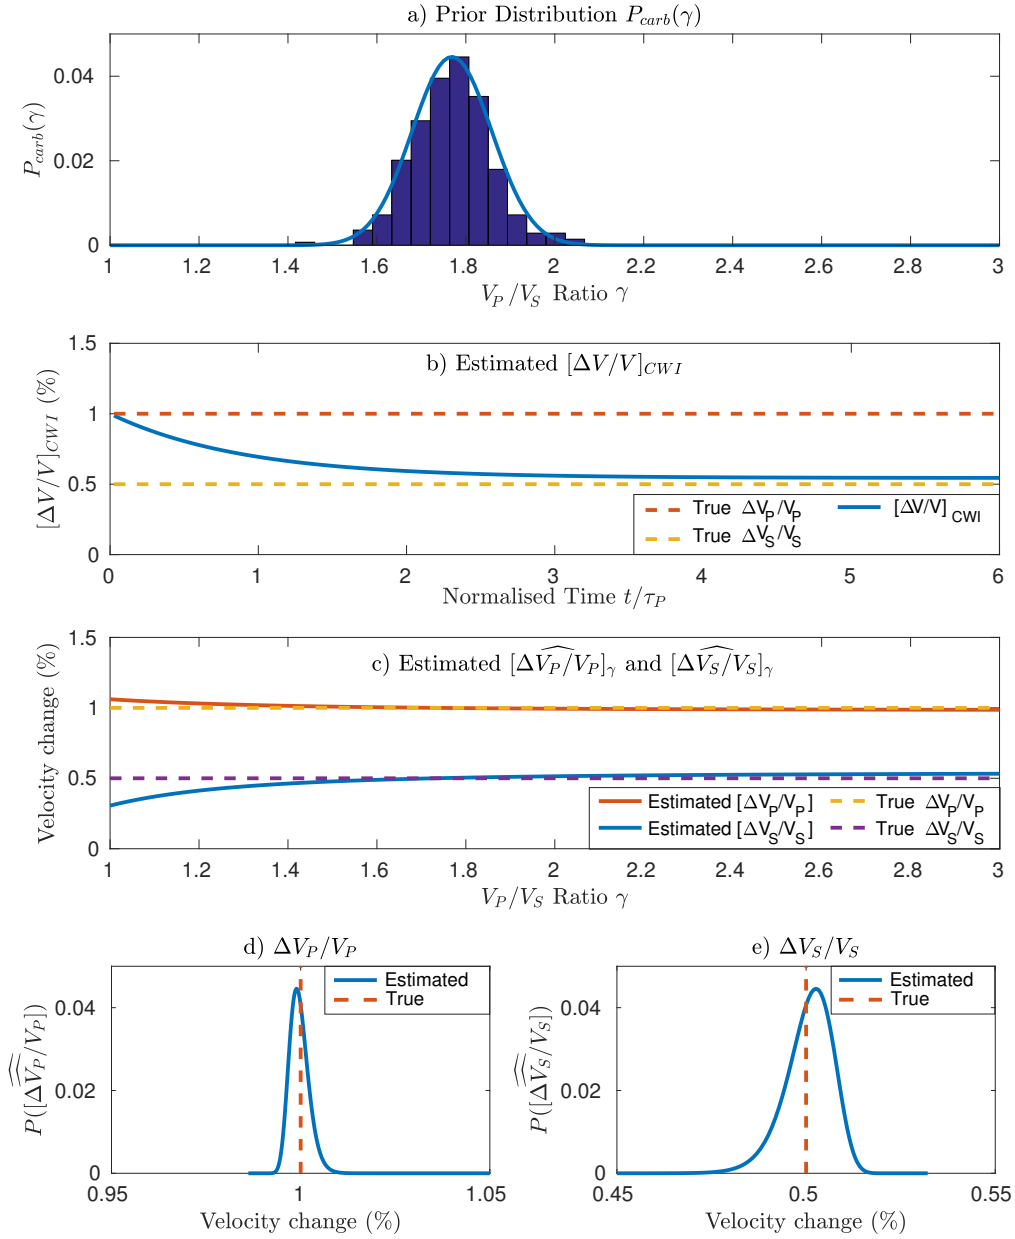 a) Prior Distribution P_carb(γ)
P_carb(γ)
0.04
0.02
0
1 1.2 1.4 1.6 1.8 2 2.2 2.4 2.6 2.8 3
V_P/V_S Ratio γ
b) Estimated [ΔV/V]_CWI
[ΔV/V]_CWI (%)
1.5
1
0.5
0
True ΔV_P/V_P [ΔV/V]_CWI
True ΔV_S/V_S
0 1 2 3 4 5 6
Normalised Time t/τ_P
c) Estimated [ΔV̂_P/V_P]_γ and [ΔV̂_S/V_S]_γ
Velocity change (%)
1.5
1
0.5
0
Estimated [ΔV_P/V_P] True ΔV_P/V_P
Estimated [ΔV_S/V_S] True ΔV_S/V_S
1 1.2 1.4 1.6 1.8 2 2.2 2.4 2.6 2.8 3
V_P/V_S Ratio γ
d) ΔV_P/V_P
P([ΔV_P/V_P])
0.04
0.02
0
Estimated
True
0.95 1 1.05
Velocity change (%)
e) ΔV_S/V_S
P([ΔV_S/V_S])
0.04
0.02
0
Estimated
True
0.45 0.5 0.55
Velocity change (%)